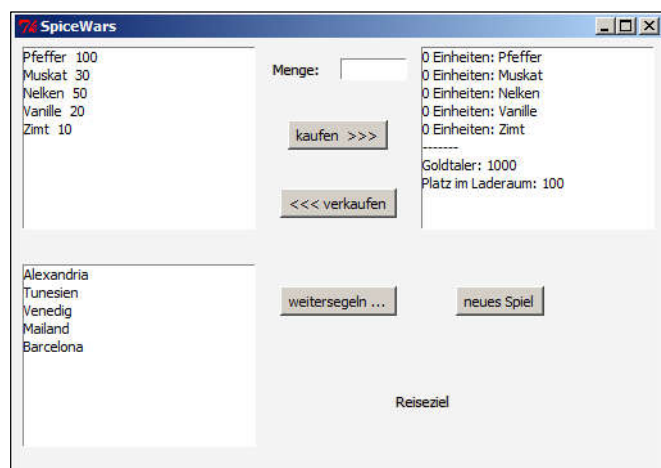 SpiceWars
Pfeffer 100
Muskat 30
Nelken 50
Vanille 20
Zimt 10
Menge:
kaufen >>>
<<< verkaufen
0 Einheiten: Pfeffer
0 Einheiten: Muskat
0 Einheiten: Nelken
0 Einheiten: Vanille
0 Einheiten: Zimt
-------
Goldtaler: 1000
Platz im Laderaum: 100
Alexandria
Tunesien
Venedig
Mailand
Barcelona
weitersegeln ...
neues Spiel
Reiseziel